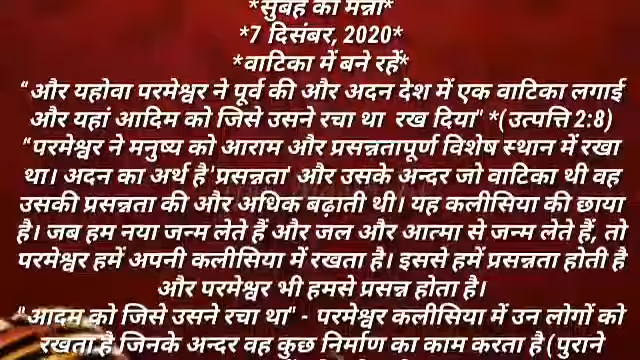 *सुबह का मन्ना*
*7 दिसंबर, 2020*
*वाटिका में बने रहें*
"और यहोवा परमेश्वर ने पूर्व की और अदन देश में एक वाटिका लगाई
और यहां आदिम को जिसे उसने रचा था रख दिया" *(उत्पत्ति 2:8)
"परमेश्वर ने मनुष्य को आराम और प्रसन्नतापूर्ण विशेष स्थान में रखा
था। अदन का अर्थ है'प्रसन्नता' और उसके अन्दर जो वाटिका थी वह
उसकी प्रसन्नता की और अधिक बढ़ाती थी। यह कलीसिया की छाया
है। जब हम नया जन्म लेते हैं और जल और आत्मा से जन्म लेते हैं, तो
परमेश्वर हमें अपनी कलीसिया में रखता है। इससे हमें प्रसन्नता होती है
और परमेश्वर भी हमसे प्रसन्न होता है।
"आदम को जिसे उसने रचा था" - परमेश्वर कलीसिया में उन लोगों को
रखता है जिनके अन्दर वह कुछ निर्माण का काम करता है (पुराने